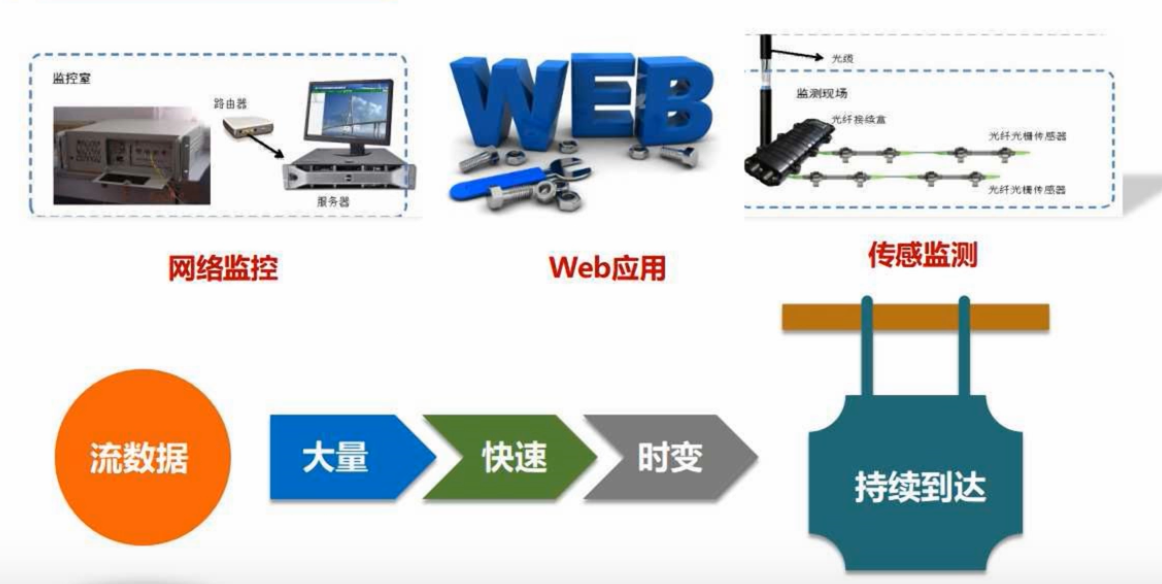 监控室
路由器
服务器
WEB
光缆
监测现场
光纤接续盒
光纤光栅传感器
光纤光栅传感器
网络监控
Web应用
传感监测
流数据
大量
快速
时变
持续到达